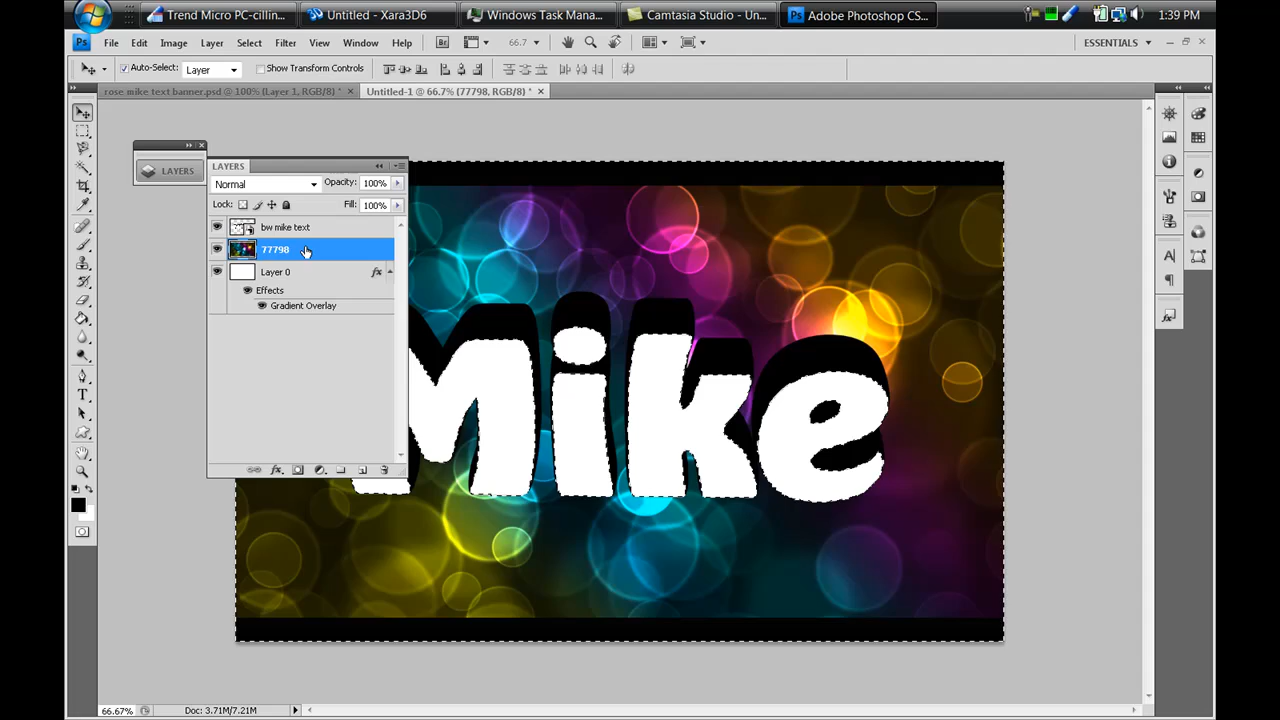 Trend Micro PC-cillin... Untitled - Xara3D6 Windows Task Mana... Camtasia Studio - Un... Ps Adobe Photoshop CS... 1:39 PM
Ps File Edit Image Layer Select Filter View Window Help Br 66.7 ESSENTIALS
Auto-Select: Layer Show Transform Controls
rose mike text banner.psd @ 100% (Layer 1, RGB/8) * Untitled-1 @ 66.7% (77798, RGB/8) *
LAYERS
LAYERS
Normal Opacity: 100%
Lock: Fill: 100%
bw mike text
77798
Layer 0 fx
Effects
Gradient Overlay
Mike
66.67% Doc: 3.71M/7.21M